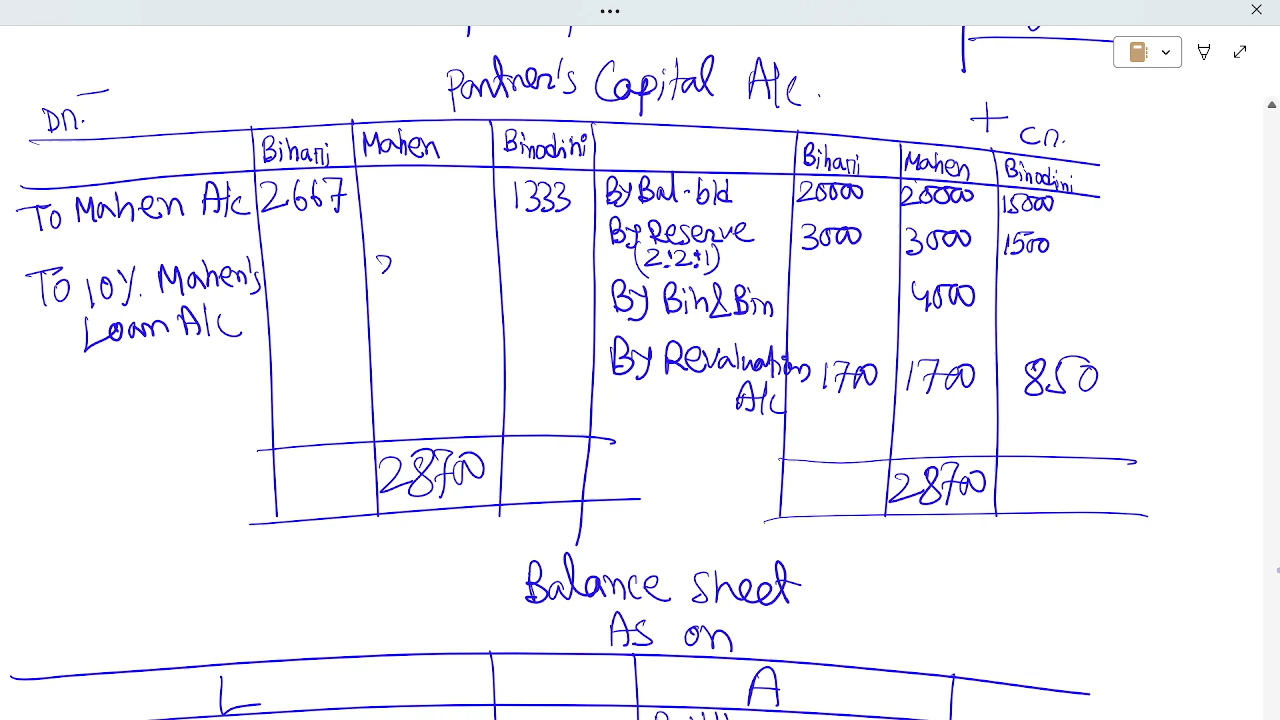 Partner's Capital A/c.
Dr.
+ Cr.
Bihari Mahen Binodini Bihari Mahen Binodini
To Mahen A/c 2667 1333 By Bal-b/d 20000 20000 15000
By Reserve 3000 3000 1500
(2:2:1)
To 10% Mahen's
Loan A/c
By Bih & Bin 4000
By Revaluation 1700 1700 850
A/c
28700 28700
Balance Sheet
As on
L A